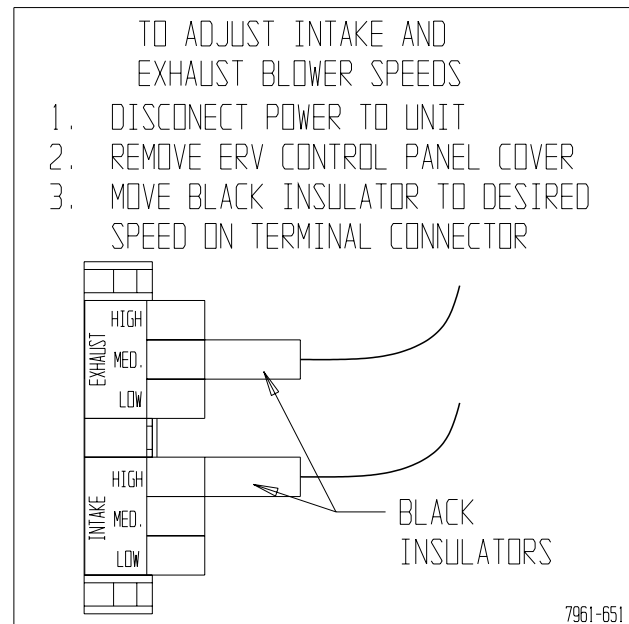 TO ADJUST INTAKE AND
EXHAUST BLOWER SPEEDS
1. DISCONECT POWER TO UNIT
2. REMOVE ERV CONTROL PANEL COVER
3. MOVE BLACK INSULATOR TO DESIRED
SPEED ON TERMINAL CONNECTOR
EXHAUST
HIGH
MED.
LOW
INTAKE
HIGH
MED.
LOW
BLACK
INSULATORS
7961-651